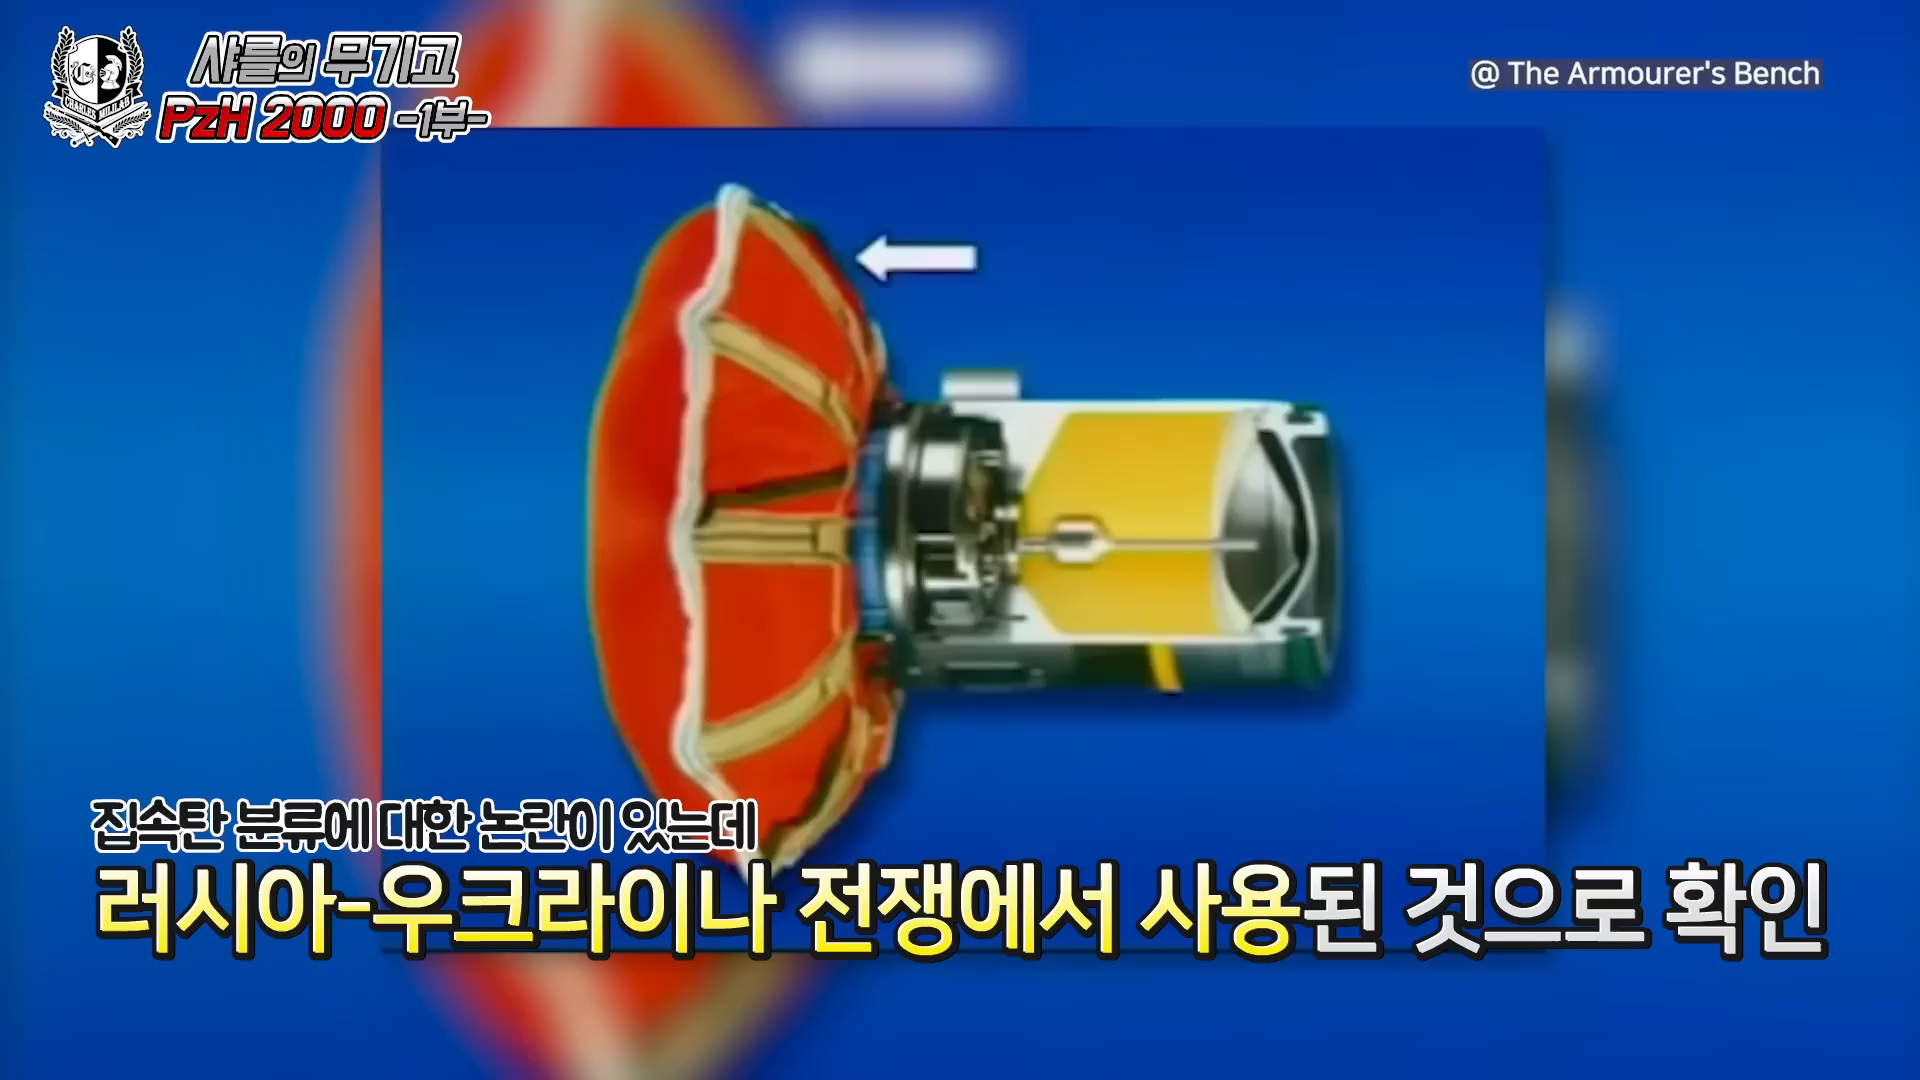 샤를의 무기고
PzH 2000 -1부-
CHARLES MILILAB
@ The Armourer's Bench
집속탄 분류에 대한 논란이 있는데
러시아-우크라이나 전쟁에서 사용된 것으로 확인